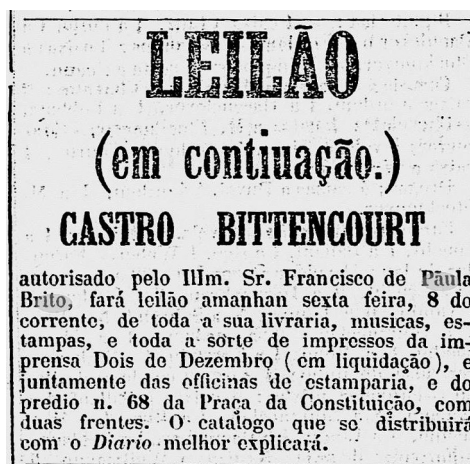 LEILÃO
(em contiuação.)
CASTRO BITTENCOURT
autorisado pelo Illm. Sr. Francisco de Paula
Brito, fará leilão amanhan sexta feira, 8 do
corrente, de toda a sua livraria, musicas, es-
tampas, e toda a sorte de impressos da im-
prensa Dois de Dezembro (em liquidação), e
juntamente das officinas de estamparia, e do
predio n. 68 da Praça da Constituição, com
duas frentes. O catalogo que se distribuirá
com o Diario melhor explicará.